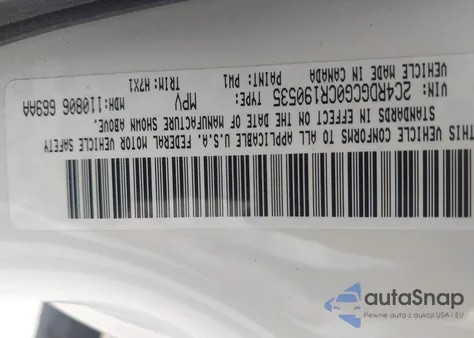 THIS VEHICLE CONFORMS TO ALL APPLICABLE U.S.A. FEDERAL MOTOR VEHICLE SAFETY
STANDARDS IN EFFECT ON THE DATE OF MANUFACTURE SHOWN ABOVE.
VIN: 2C4RDGCG0CR190535 TYPE: MPV MDH: 110806 669AA
VEHICLE MADE IN CANADA PAINT: PW1 TRIM: H7X1
autoSnap
Pewne auta z aukcji USA i EU